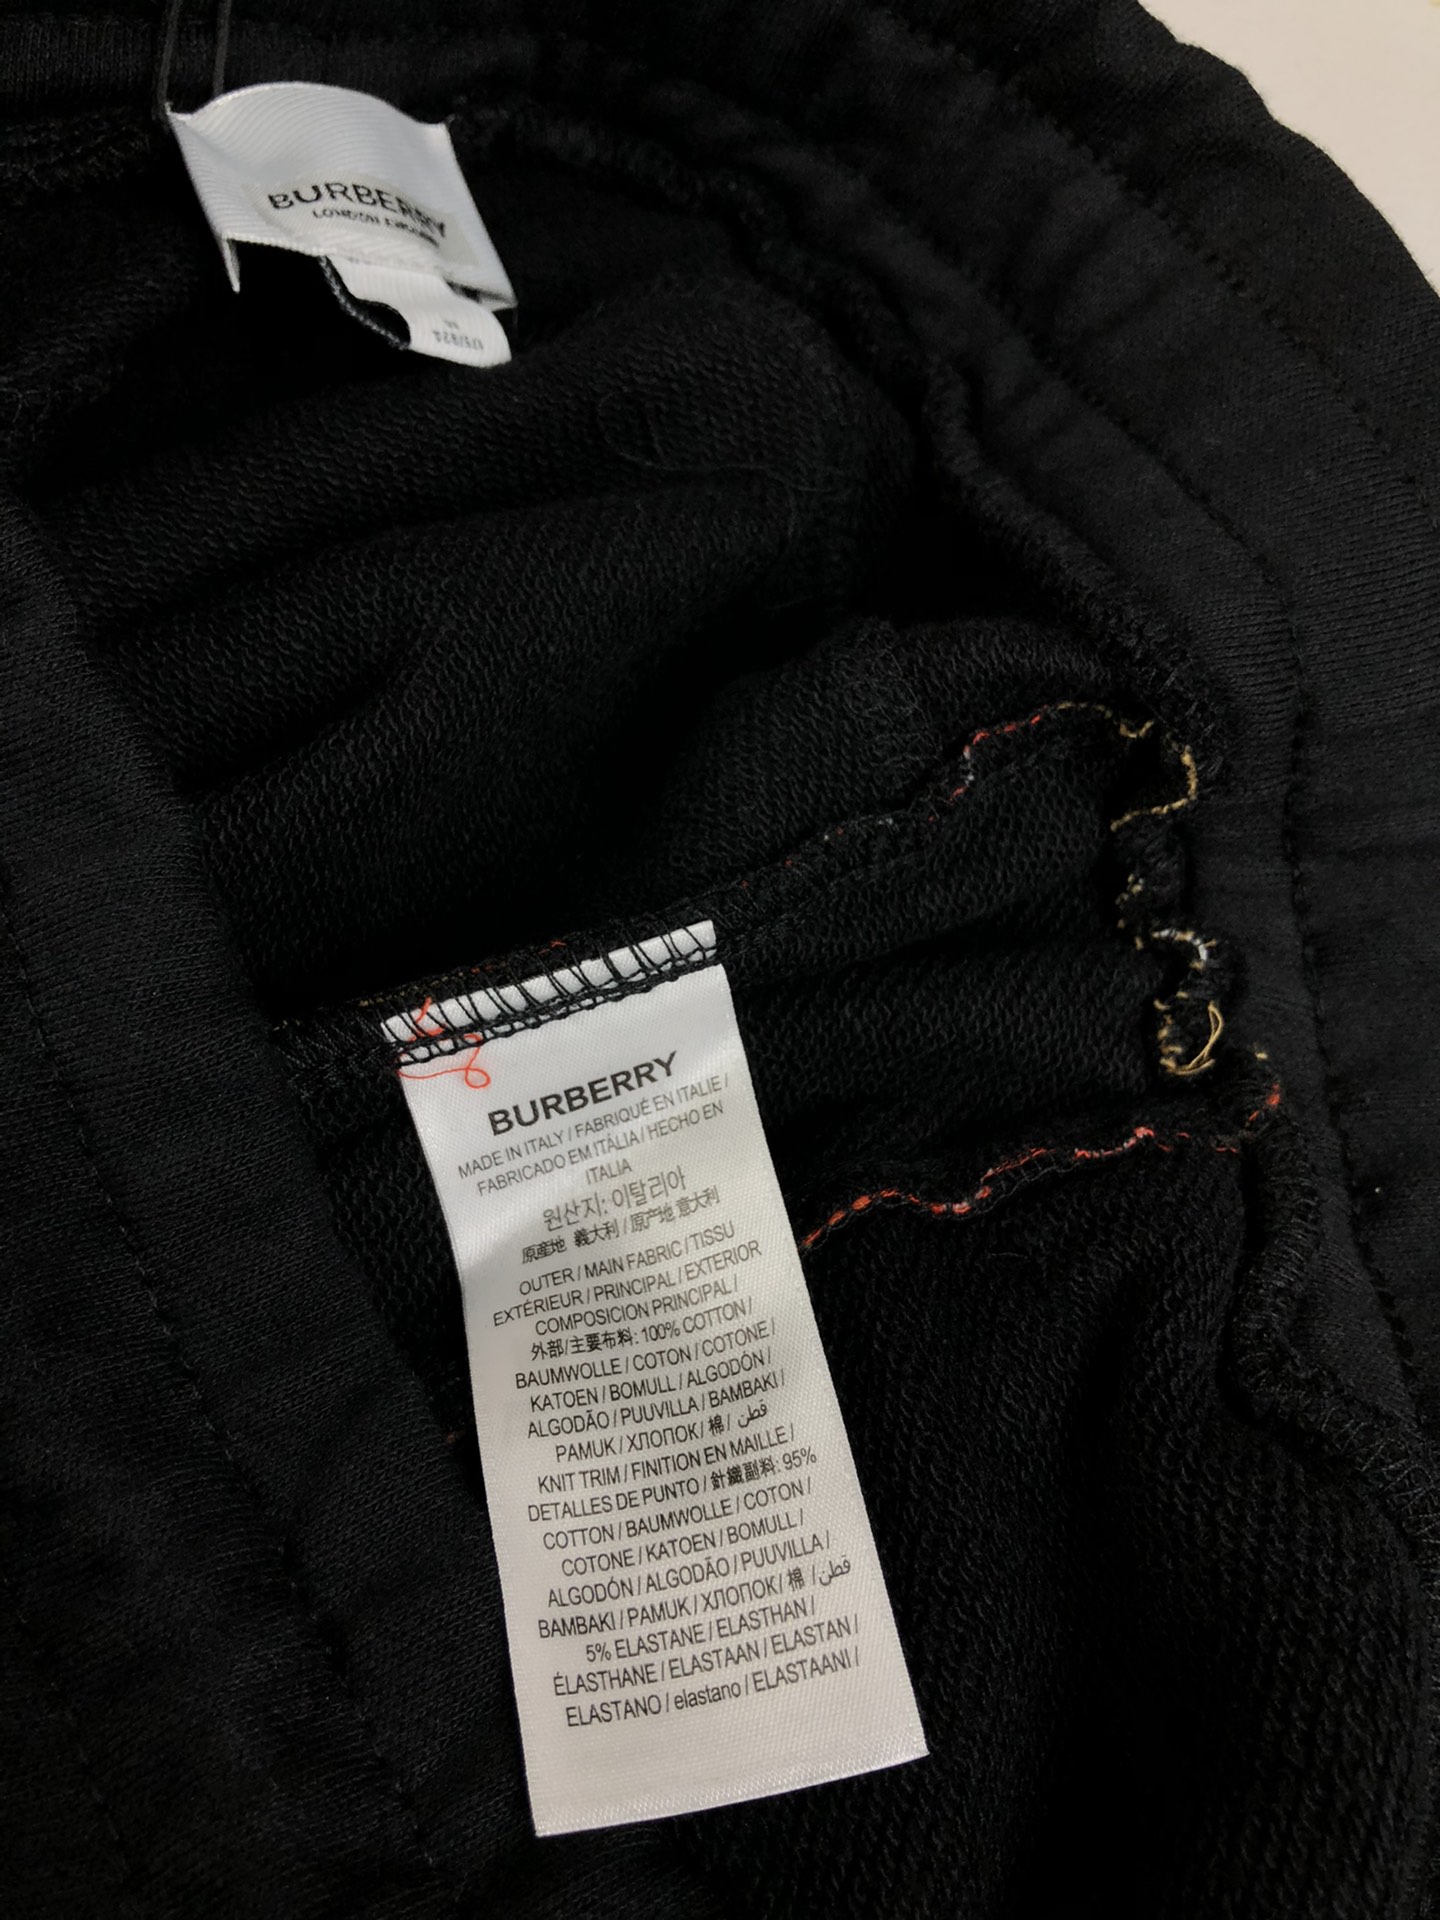 BURBERRY
LONDON ENGLAND
M
BURBERRY
MADE IN ITALY / FABRIQUÉ EN ITALIE /
FABRICADO EM ITÁLIA / HECHO EN
ITALIA
원산지: 이탈리아
原産地 義大利 / 原产地 意大利
OUTER / MAIN FABRIC / TISSU
EXTÉRIEUR / PRINCIPAL / EXTERIOR
COMPOSICION PRINCIPAL /
外部/主要布料: 100% COTTON /
BAUMWOLLE / COTON / COTONE /
KATOEN / BOMULL / ALGODÓN /
ALGODÃO / PUUVILLA / BAMBAKI /
PAMUK / ХЛОПОК / 棉 / قطن /
KNIT TRIM / FINITION EN MAILLE /
DETALLES DE PUNTO / 針織副料: 95%
COTTON / BAUMWOLLE / COTON /
COTONE / KATOEN / BOMULL /
ALGODÓN / ALGODÃO / PUUVILLA /
BAMBAKI / PAMUK / ХЛОПОК / 棉 / قطن /
5% ELASTANE / ELASTHAN /
ÉLASTHANE / ELASTAAN / ELASTAN /
ELASTANO / elastano / ELASTAANI /